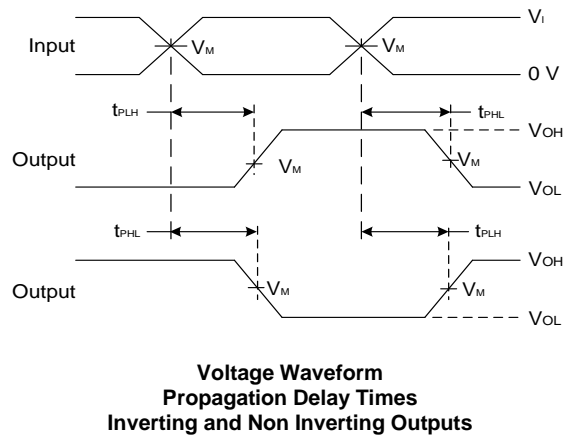 VI
Input
VM
VM
0 V
tPLH
tPHL
VOH
Output
VM
VM
VOL
tPHL
tPLH
VOH
Output
VM
VM
VOL
Voltage Waveform
Propagation Delay Times
Inverting and Non Inverting Outputs